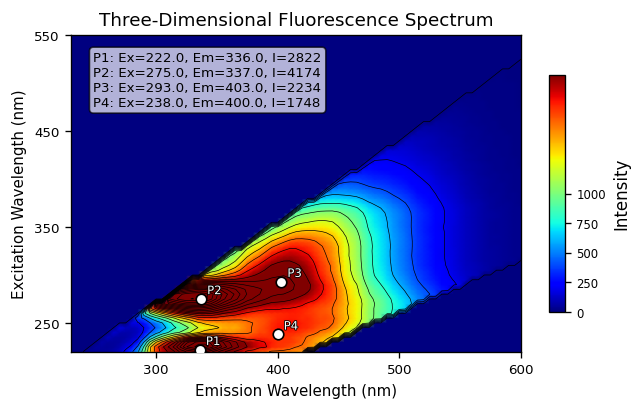 Three-Dimensional Fluorescence Spectrum
550
450
350
250
Excitation Wavelength (nm)
P1: Ex=222.0, Em=336.0, I=2822
P2: Ex=275.0, Em=337.0, I=4174
P3: Ex=293.0, Em=403.0, I=2234
P4: Ex=238.0, Em=400.0, I=1748
P3
P2
P4
P1
300
400
500
600
Emission Wavelength (nm)
1000
750
500
250
0
Intensity